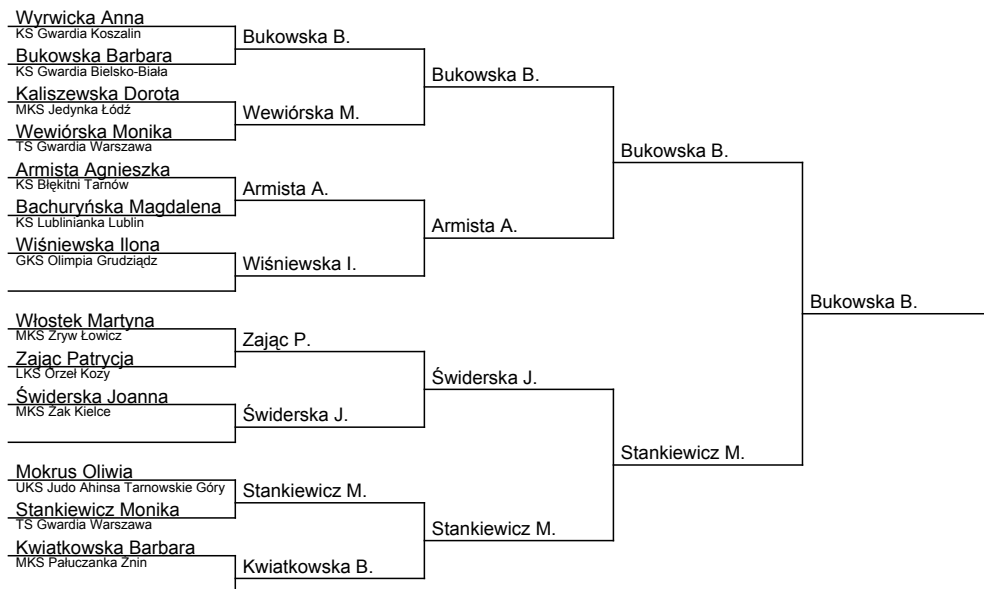 Wyrwicka Anna
KS Gwardia Koszalin
Bukowska Barbara
KS Gwardia Bielsko-Biała
Kaliszewska Dorota
MKS Jedynka Łódź
Wewiórska Monika
TS Gwardia Warszawa
Armista Agnieszka
KS Błękitni Tarnów
Bachuryńska Magdalena
KS Lublinianka Lublin
Wiśniewska Ilona
GKS Olimpia Grudziądz
Włostek Martyna
MKS Zryw Łowicz
Zając Patrycja
LKS Orzeł Kozy
Świderska Joanna
MKS Żak Kielce
Mokrus Oliwia
UKS Judo Ahinsa Tarnowskie Góry
Stankiewicz Monika
TS Gwardia Warszawa
Kwiatkowska Barbara
MKS Pałuczanka Żnin
Bukowska B.
Wewiórska M.
Armista A.
Wiśniewska I.
Zając P.
Świderska J.
Stankiewicz M.
Kwiatkowska B.
Bukowska B.
Armista A.
Świderska J.
Stankiewicz M.
Bukowska B.
Stankiewicz M.
Bukowska B.